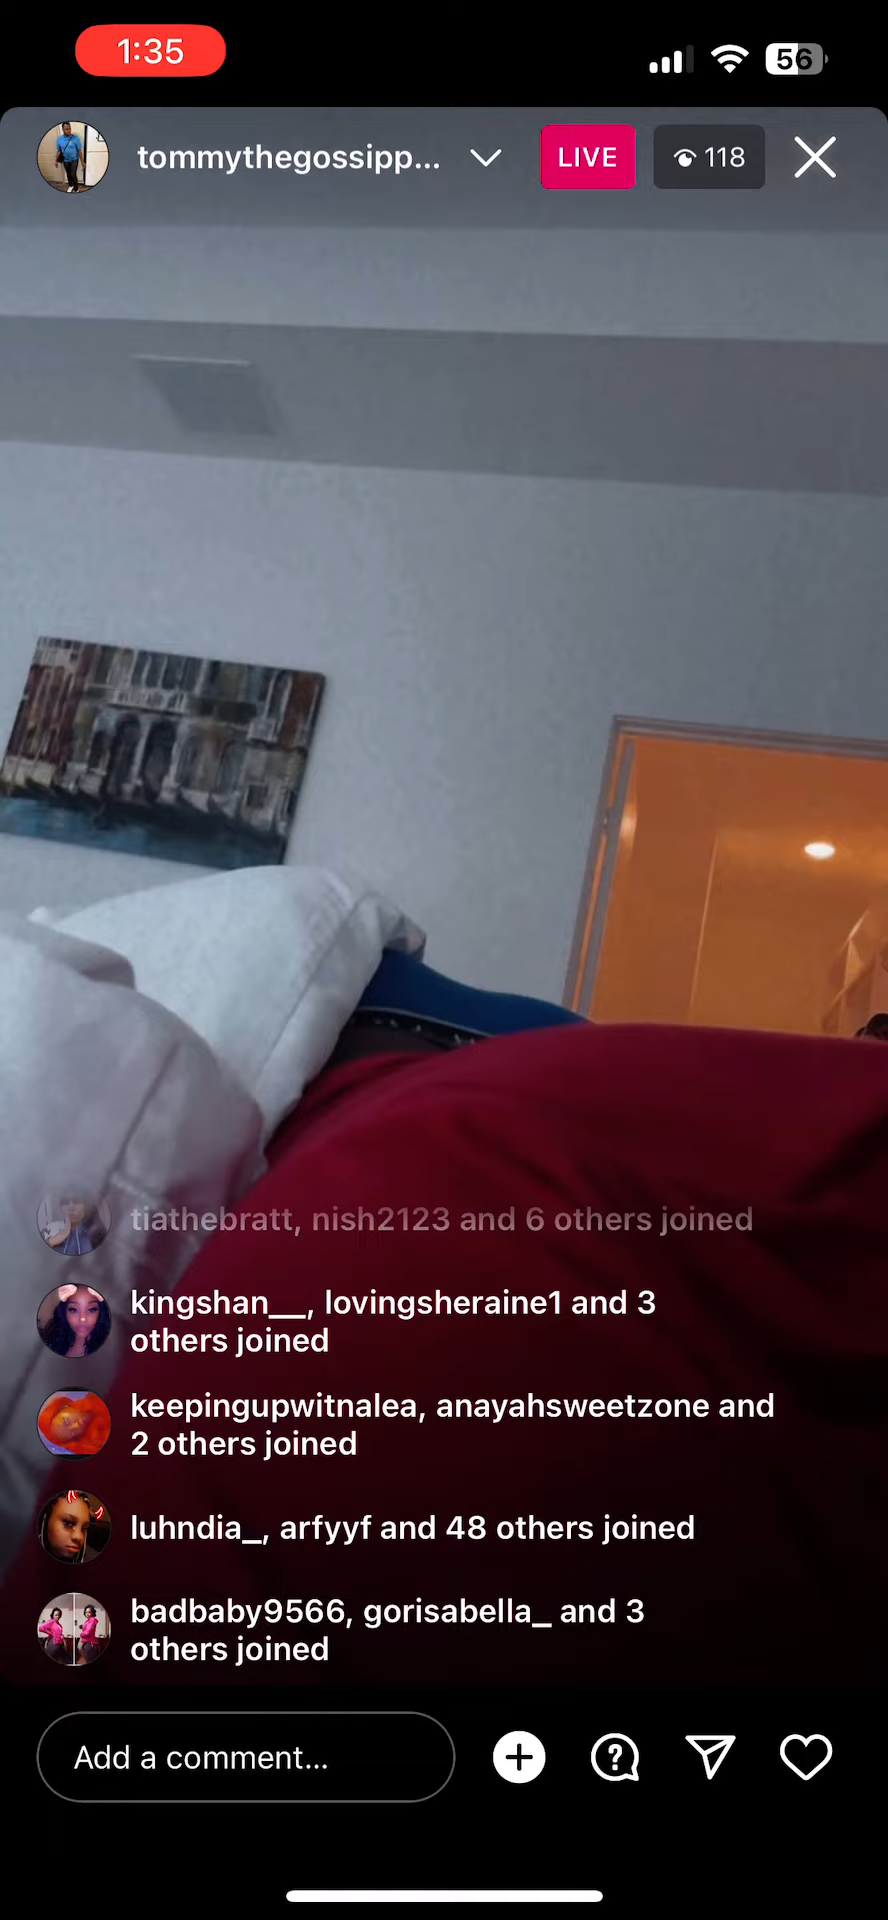 1:35
56
tommythegossipp...
LIVE
118
tiathebratt, nish2123 and 6 others joined
kingshan__, lovingsheraine1 and 3
others joined
keepingupwitnalea, anayahsweetzone and
2 others joined
luhndia_, arfyyf and 48 others joined
badbaby9566, gorisabella_ and 3
others joined
Add a comment...